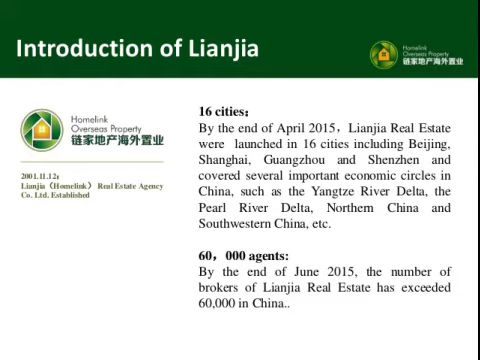 Introduction of Lianjia
Homelink
Overseas Property
链家地产海外置业
Homelink
Overseas Property
链家地产海外置业
2001.11.12：
Lianjia（Homelink） Real Estate Agency
Co. Ltd. Established
16 cities：
By the end of April 2015，Lianjia Real Estate
were launched in 16 cities including Beijing,
Shanghai, Guangzhou and Shenzhen and
covered several important economic circles in
China, such as the Yangtze River Delta, the
Pearl River Delta, Northern China and
Southwestern China, etc.
60，000 agents:
By the end of June 2015, the number of
brokers of Lianjia Real Estate has exceeded
60,000 in China..